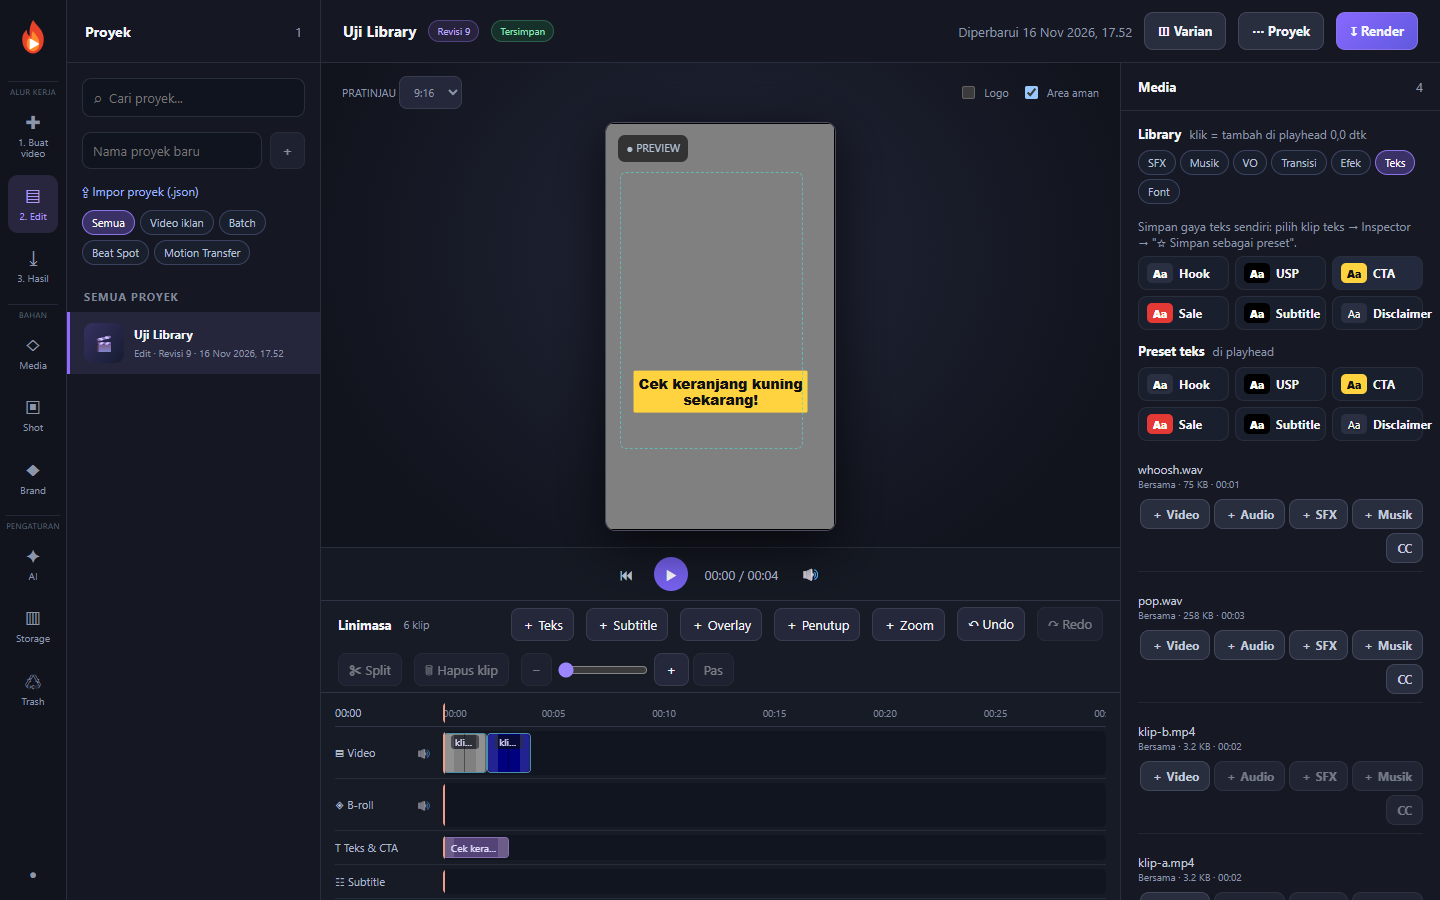 ALUR KERJA
1. Buat
video
2. Edit
3. Hasil
BAHAN
Media
Shot
Brand
PENGATURAN
AI
Storage
Trash
Proyek 1
Cari proyek...
Nama proyek baru +
Impor proyek (.json)
Semua Video iklan Batch
Beat Spot Motion Transfer
SEMUA PROYEK
Uji Library
Edit · Revisi 9 · 16 Nov 2026, 17.52
Uji Library Revisi 9 Tersimpan Diperbarui 16 Nov 2026, 17.52 Varian ··· Proyek Render
PRATINJAU 9:16 Logo Area aman
● PREVIEW
Cek keranjang kuning
sekarang!
00:00 / 00:04
Linimasa 6 klip + Teks + Subtitle + Overlay + Penutup + Zoom Undo Redo
Split Hapus klip − + Pas
00:00 00:00 00:05 00:10 00:15 00:20 00:25 00:
Video kli... kli...
B-roll
T Teks & CTA Cek kera...
Subtitle
Media 4
Library klik = tambah di playhead 0,0 dtk
SFX Musik VO Transisi Efek Teks
Font
Simpan gaya teks sendiri: pilih klip teks → Inspector
→ "☆ Simpan sebagai preset".
Aa Hook Aa USP Aa CTA
Aa Sale Aa Subtitle Aa Disclaimer
Preset teks di playhead
Aa Hook Aa USP Aa CTA
Aa Sale Aa Subtitle Aa Disclaimer
whoosh.wav
Bersama · 75 KB · 00:01
+ Video + Audio + SFX + Musik
CC
pop.wav
Bersama · 258 KB · 00:03
+ Video + Audio + SFX + Musik
CC
klip-b.mp4
Bersama · 3.2 KB · 00:02
+ Video + Audio + SFX + Musik
CC
klip-a.mp4
Bersama · 3.2 KB · 00:02